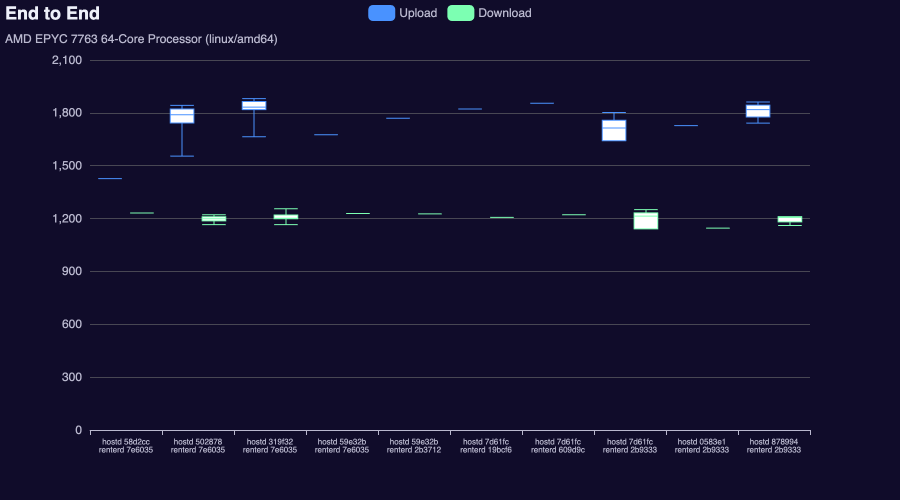 End to End
Upload Download
AMD EPYC 7763 64-Core Processor (linux/amd64)
2,100
1,800
1,500
1,200
900
600
300
0
hostd 58d2cc
renterd 7e6035
hostd 502878
renterd 7e6035
hostd 319f32
renterd 7e6035
hostd 59e32b
renterd 7e6035
hostd 59e32b
renterd 2b3712
hostd 7d61fc
renterd 19bcf6
hostd 7d61fc
renterd 609d9c
hostd 7d61fc
renterd 2b9333
hostd 0583e1
renterd 2b9333
hostd 878994
renterd 2b9333